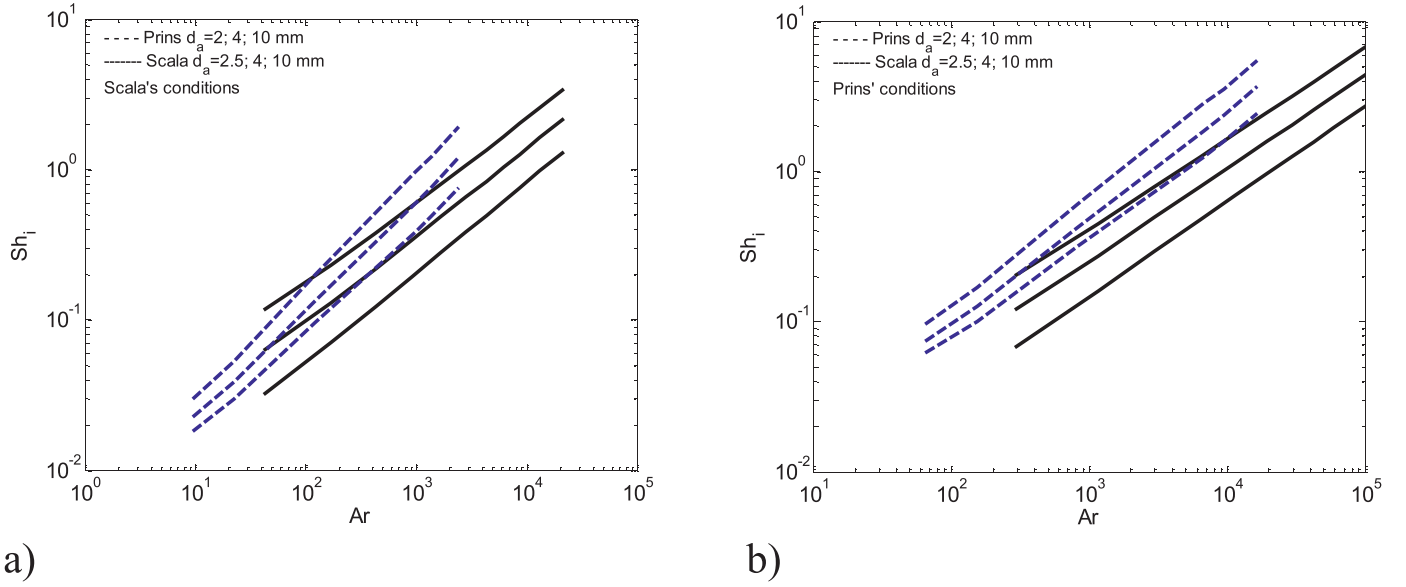 10^1
- - - - Prins d_a=2; 4; 10 mm
------- Scala d_a=2.5; 4; 10 mm
Scala's conditions
10^0
Sh_i
10^-1
10^-2
10^0 10^1 10^2 10^3 10^4 10^5
Ar
a)
10^1
- - - - Prins d_a=2; 4; 10 mm
------- Scala d_a=2.5; 4; 10 mm
Prins' conditions
10^0
Sh_i
10^-1
10^-2
10^1 10^2 10^3 10^4 10^5
Ar
b)